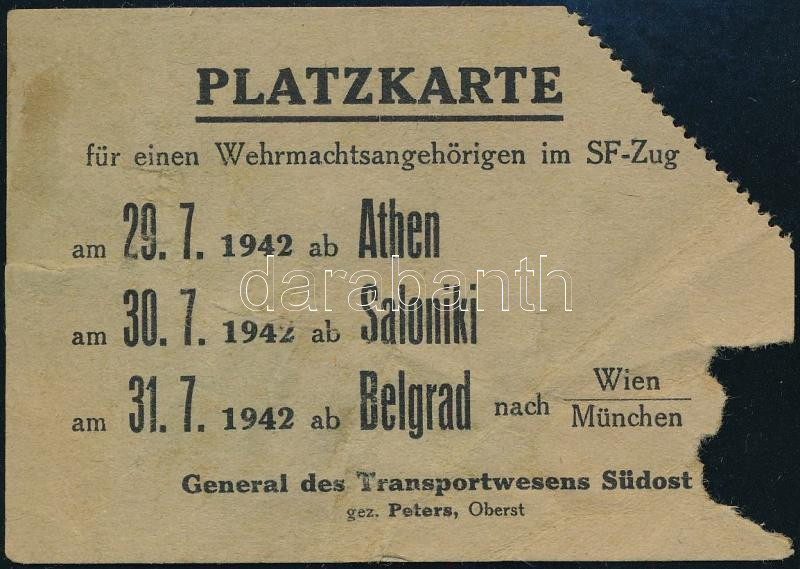 PLATZKARTE
für einen Wehrmachtsangehörigen im SF-Zug
am 29. 7. 1942 ab Athen
darabanth
am 30. 7. 1942 ab Saloniki
am 31. 7. 1942 ab Belgrad nach Wien
München
General des Transportwesens Südost
gez. Peters, Oberst